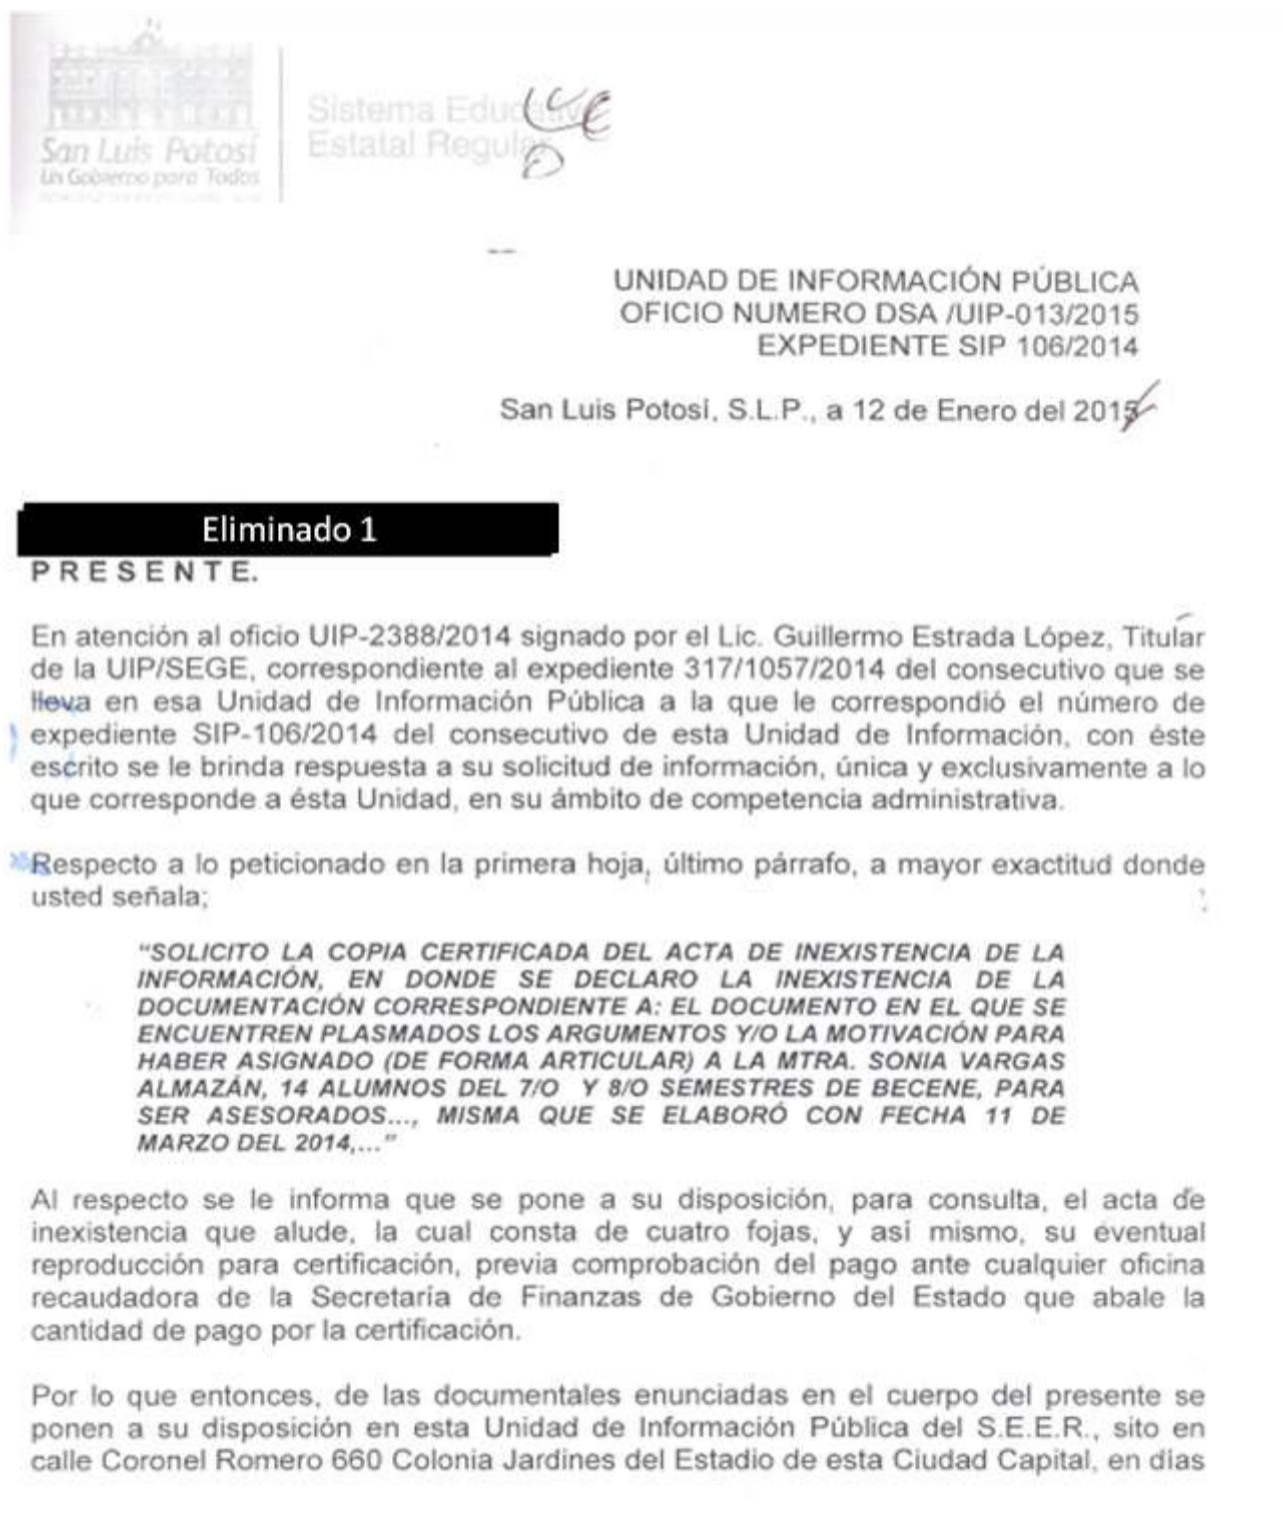 San Luis Potosí
Un Gobierno para Todos
Sistema Educativo
Estatal Regular
UNIDAD DE INFORMACIÓN PÚBLICA
OFICIO NUMERO DSA /UIP-013/2015
EXPEDIENTE SIP 106/2014
San Luis Potosí, S.L.P., a 12 de Enero del 2015
Eliminado 1
P R E S E N T E.
En atención al oficio UIP-2388/2014 signado por el Lic. Guillermo Estrada López, Titular
de la UIP/SEGE, correspondiente al expediente 317/1057/2014 del consecutivo que se
lleva en esa Unidad de Información Pública a la que le correspondió el número de
expediente SIP-106/2014 del consecutivo de esta Unidad de Información, con éste
escrito se le brinda respuesta a su solicitud de información, única y exclusivamente a lo
que corresponde a ésta Unidad, en su ámbito de competencia administrativa.
Respecto a lo peticionado en la primera hoja, último párrafo, a mayor exactitud donde
usted señala;
“SOLICITO LA COPIA CERTIFICADA DEL ACTA DE INEXISTENCIA DE LA
INFORMACIÓN, EN DONDE SE DECLARO LA INEXISTENCIA DE LA
DOCUMENTACIÓN CORRESPONDIENTE A: EL DOCUMENTO EN EL QUE SE
ENCUENTREN PLASMADOS LOS ARGUMENTOS Y/O LA MOTIVACIÓN PARA
HABER ASIGNADO (DE FORMA ARTICULAR) A LA MTRA. SONIA VARGAS
ALMAZÁN, 14 ALUMNOS DEL 7/O Y 8/O SEMESTRES DE BECENE, PARA
SER ASESORADOS..., MISMA QUE SE ELABORÓ CON FECHA 11 DE
MARZO DEL 2014,...”
Al respecto se le informa que se pone a su disposición, para consulta, el acta de
inexistencia que alude, la cual consta de cuatro fojas, y así mismo, su eventual
reproducción para certificación, previa comprobación del pago ante cualquier oficina
recaudadora de la Secretaría de Finanzas de Gobierno del Estado que abale la
cantidad de pago por la certificación.
Por lo que entonces, de las documentales enunciadas en el cuerpo del presente se
ponen a su disposición en esta Unidad de Información Pública del S.E.E.R., sito en
calle Coronel Romero 660 Colonia Jardines del Estadio de esta Ciudad Capital, en días